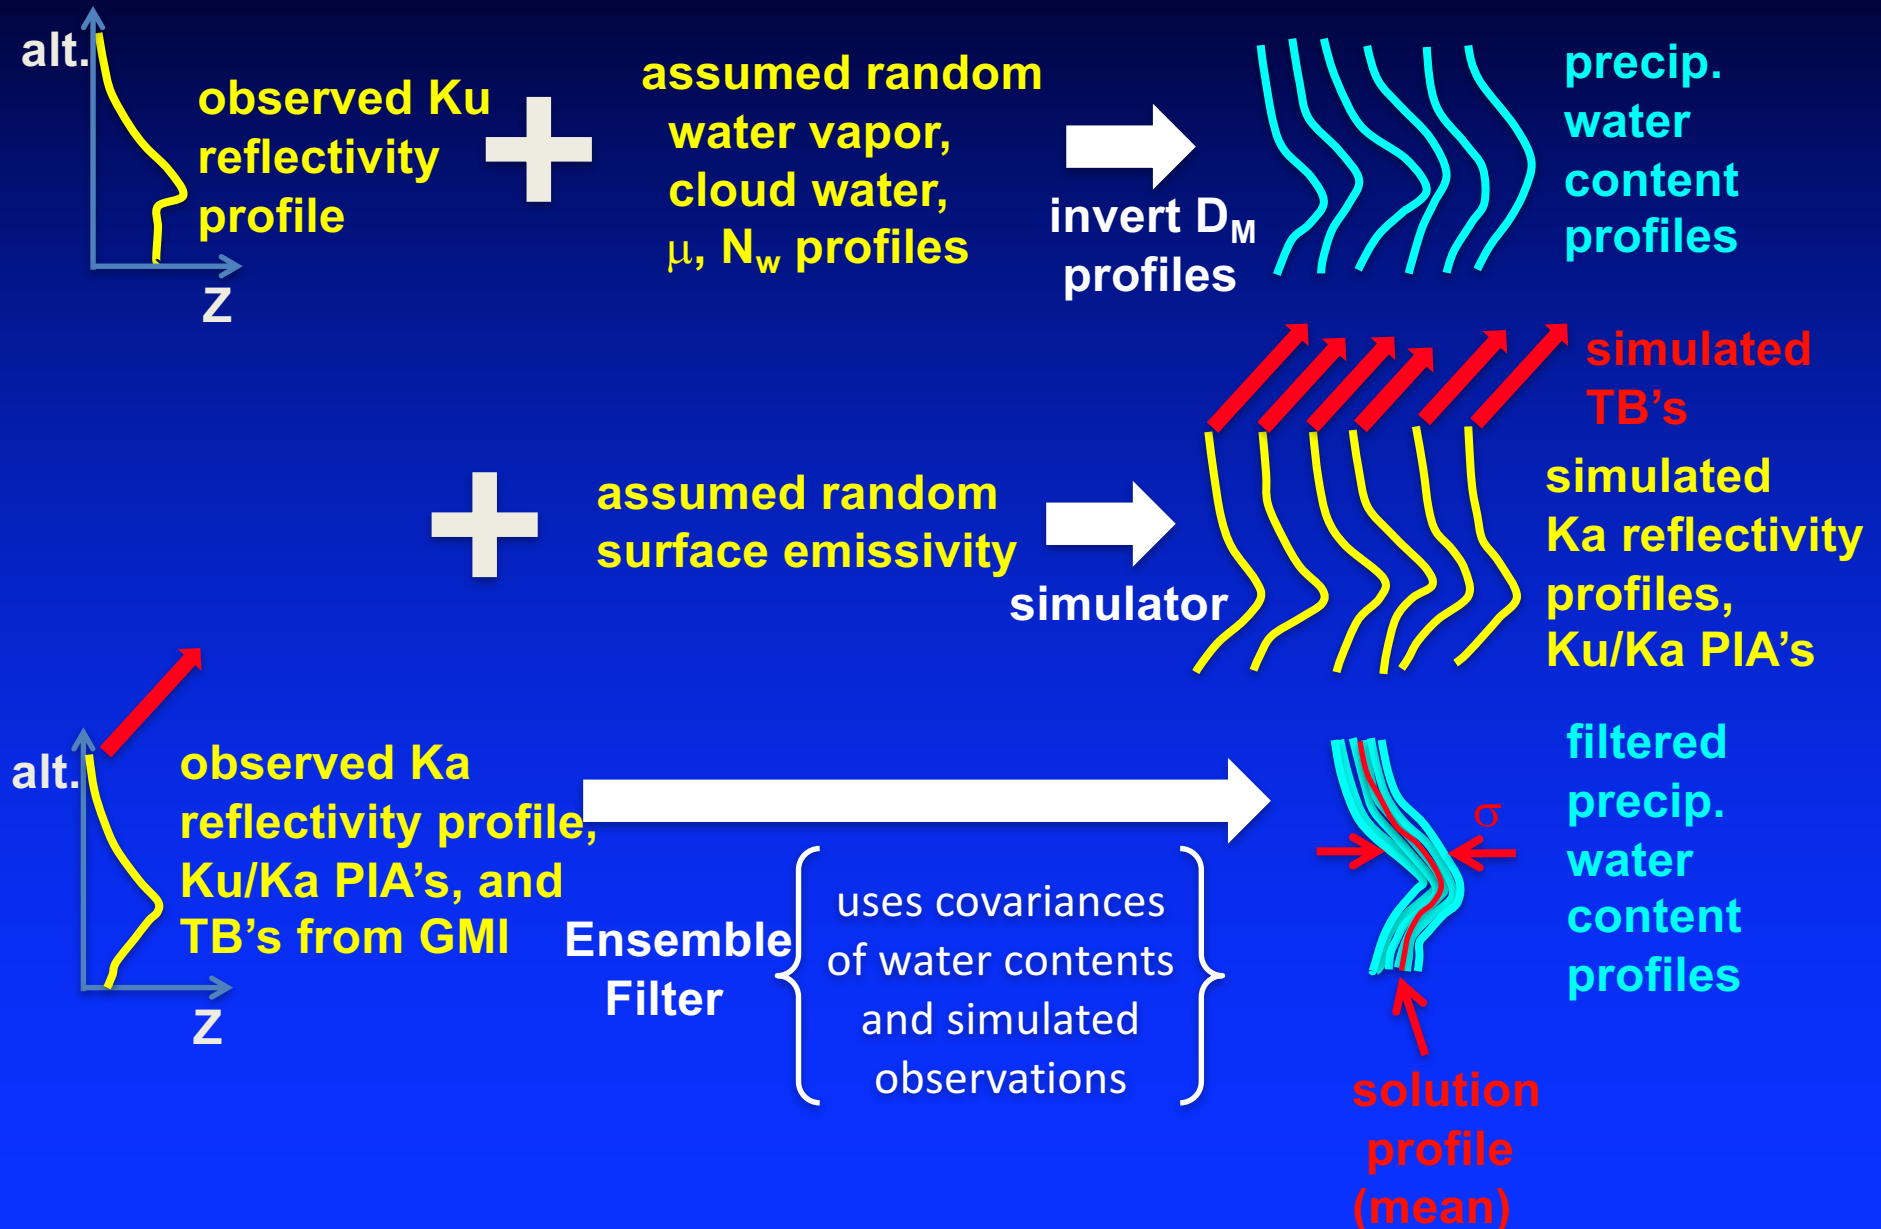 alt.
observed Ku
reflectivity
profile
Z
assumed random
water vapor,
cloud water,
μ, Nw profiles
invert DM
profiles
precip.
water
content
profiles
simulated
TB’s
assumed random
surface emissivity
simulator
simulated
Ka reflectivity
profiles,
Ku/Ka PIA’s
alt.
observed Ka
reflectivity profile,
Ku/Ka PIA’s, and
TB’s from GMI
Z
Ensemble
Filter
uses covariances
of water contents
and simulated
observations
σ
filtered
precip.
water
content
profiles
solution
profile
(mean)